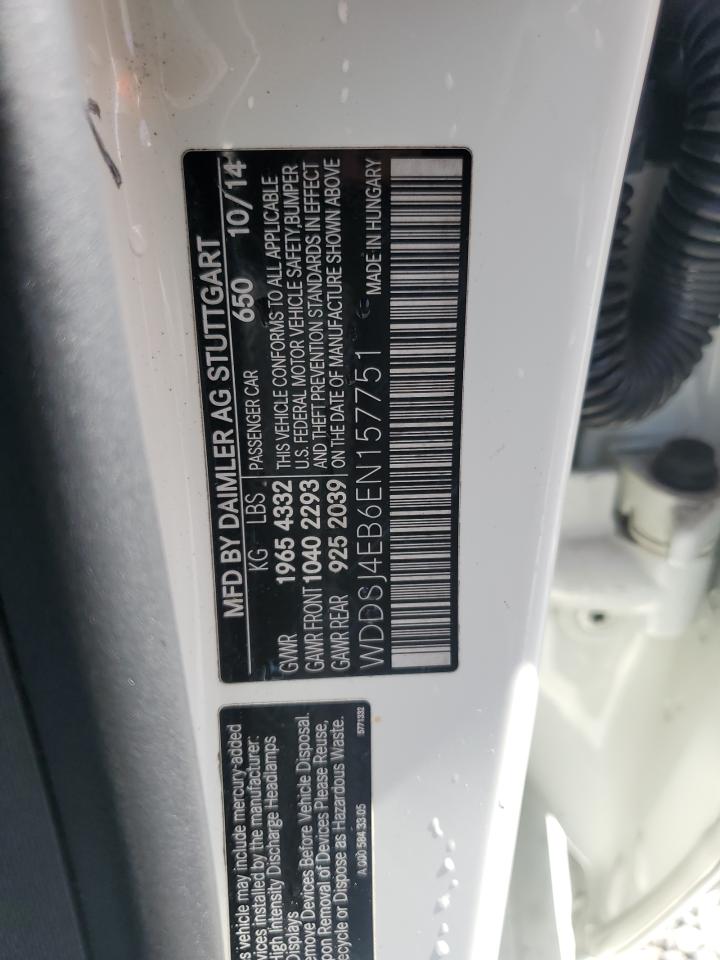 MFD BY DAIMLER AG STUTTGART
650 10/14
KG LBS PASSENGER CAR
GVWR 1965 4332 THIS VEHICLE CONFORMS TO ALL APPLICABLE
GAWR FRONT 1040 2293 U.S. FEDERAL MOTOR VEHICLE SAFETY,BUMPER
GAWR REAR 925 2039 AND THEFT PREVENTION STANDARDS IN EFFECT
ON THE DATE OF MANUFACTURE SHOWN ABOVE
WDDSJ4EB6EN157751 MADE IN HUNGARY
vehicle may include mercury-added
installed by the manufacturer:
High Intensity Discharge Headlamps
Displays
Devices Before Vehicle Disposal.
Removal of Devices Please Reuse,
or Dispose as Hazardous Waste.
A 000 584 33 05 5771332